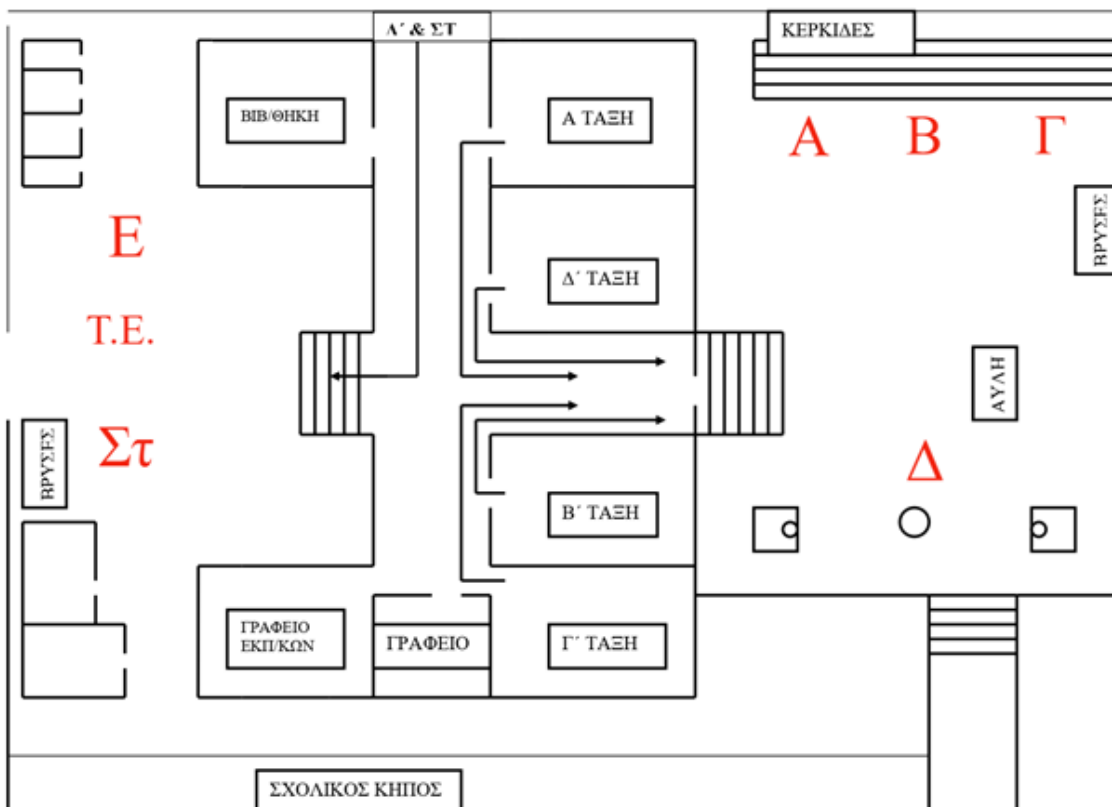 Δ΄ & ΣΤ
ΚΕΡΚΙΔΕΣ
ΒΙΒ/ΘΗΚΗ
Α ΤΑΞΗ
Α Β Γ
Ε
ΒΡΥΣΕΣ
Δ΄ ΤΑΞΗ
Τ.Ε.
ΑΥΛΗ
Στ
ΒΡΥΣΕΣ
Δ
Β΄ ΤΑΞΗ
ΓΡΑΦΕΙΟ
ΕΚΠ/ΚΩΝ
ΓΡΑΦΕΙΟ
Γ΄ ΤΑΞΗ
ΣΧΟΛΙΚΟΣ ΚΗΠΟΣ